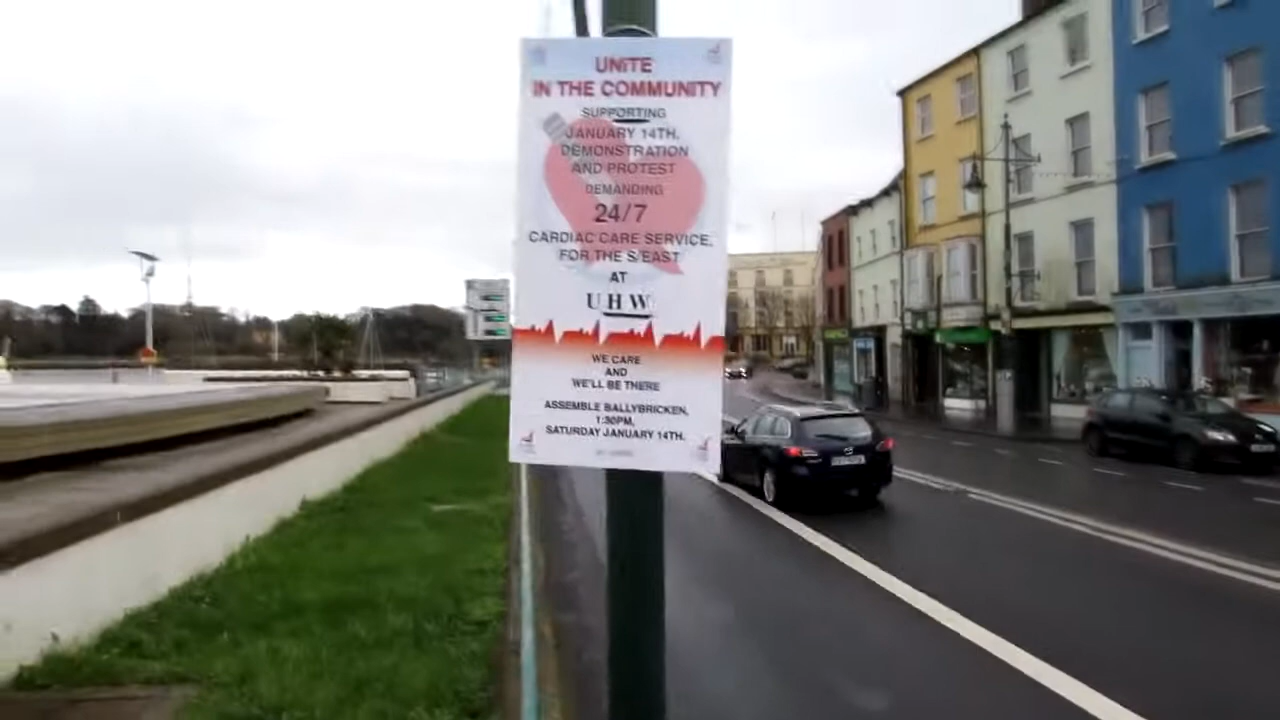 UNITE
IN THE COMMUNITY
SUPPORTING
JANUARY 14TH.
DEMONSTRATION
AND PROTEST
DEMANDING
24/7
CARDIAC CARE SERVICE,
FOR THE S/EAST
AT
UHW
WE CARE
AND
WE'LL BE THERE
ASSEMBLE BALLYBRICKEN,
1:30PM,
SATURDAY JANUARY 14TH.